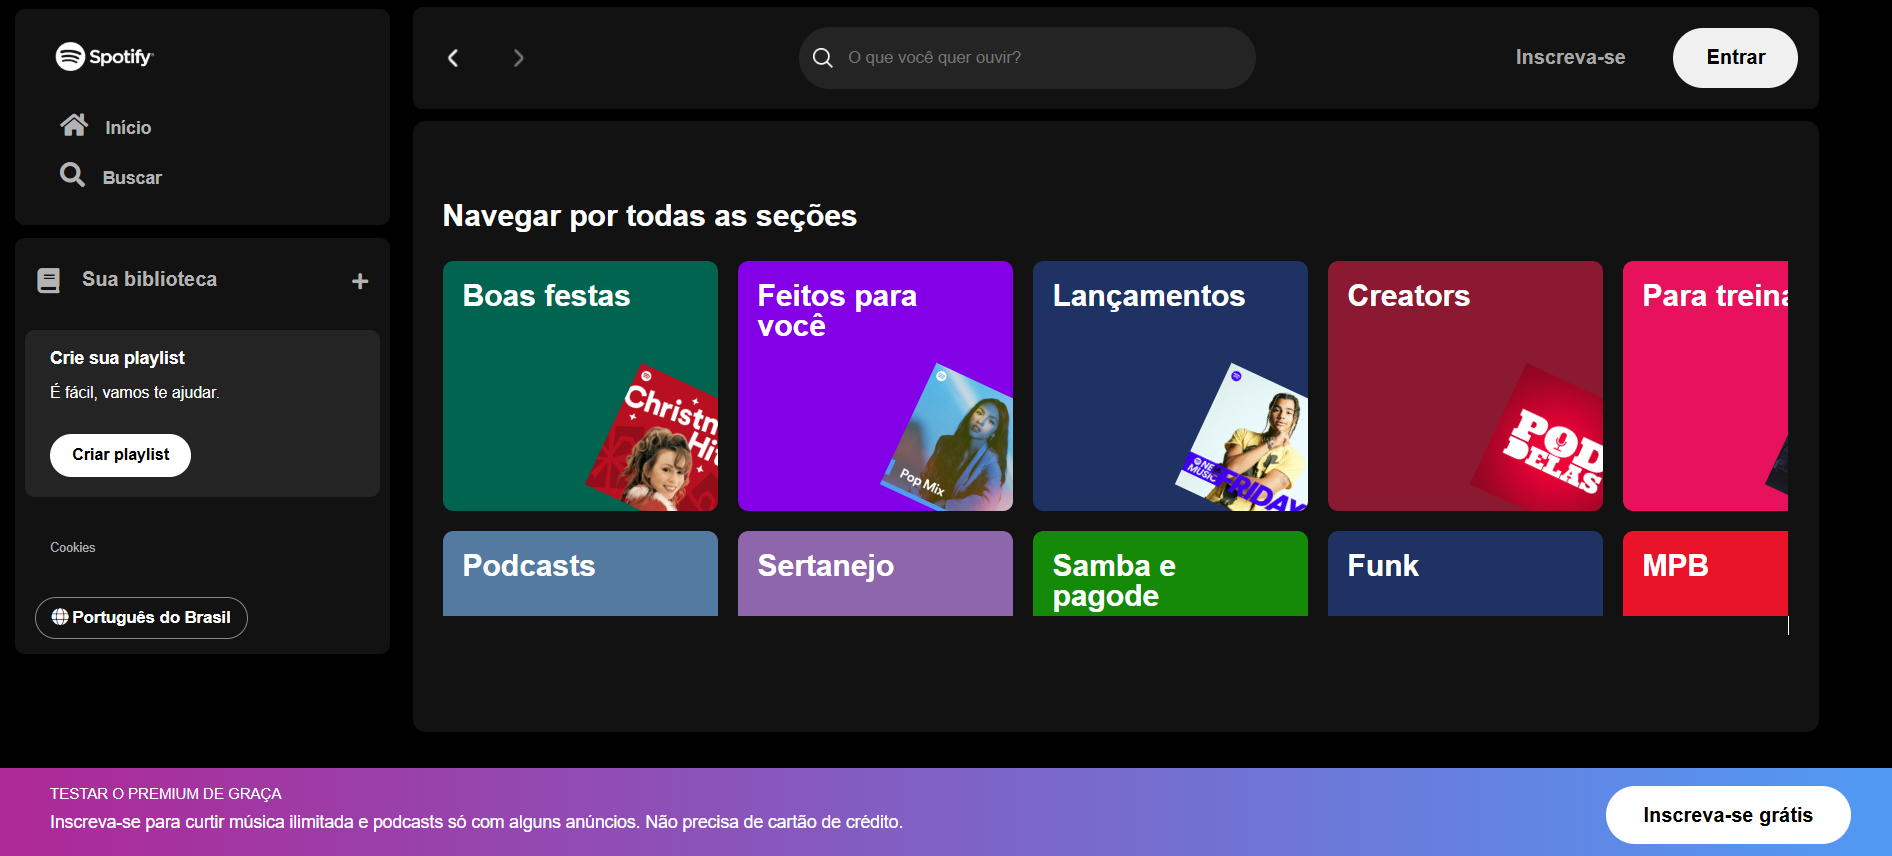 Spotify
Início
Buscar
Sua biblioteca
Crie sua playlist
É fácil, vamos te ajudar.
Criar playlist
Cookies
Português do Brasil
O que você quer ouvir?
Inscreva-se
Entrar
Navegar por todas as seções
Boas festas
Feitos para
você
Lançamentos
Creators
Para treina
Christm
Hit
Pop Mix
NE
MUSIC
FRIDAY
POD
DELAS
Podcasts
Sertanejo
Samba e
pagode
Funk
MPB
TESTAR O PREMIUM DE GRAÇA
Inscreva-se para curtir música ilimitada e podcasts só com alguns anúncios. Não precisa de cartão de crédito.
Inscreva-se grátis